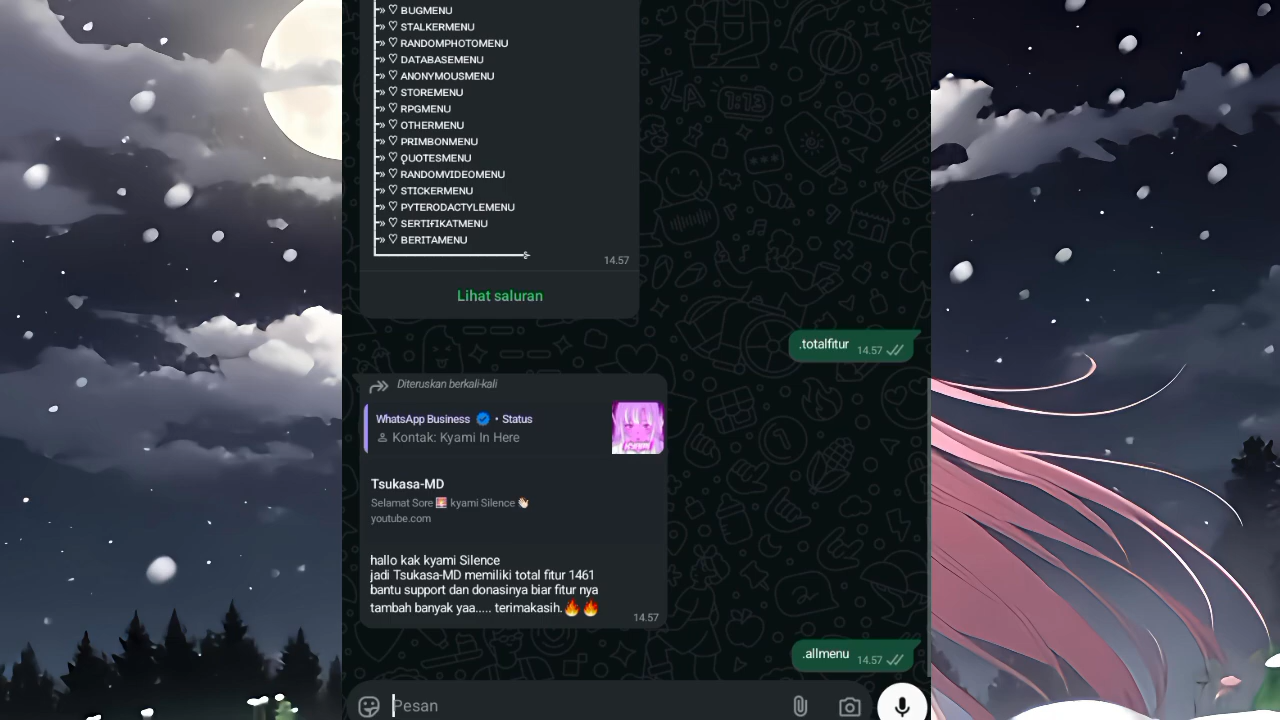 BUGMENU
STALKERMENU
RANDOMPHOTOMENU
DATABASEMENU
ANONYMOUSMENU
STOREMENU
RPGMENU
OTHERMENU
PRIMBONMENU
QUOTESMENU
RANDOMVIDEOMENU
STICKERMENU
PYTERODACTYLEMENU
SERTIFIKATMENU
BERITAMENU
14.57
Lihat saluran
.totalfitur 14.57
Diteruskan berkali-kali
WhatsApp Business • Status
Kontak: Kyami In Here
Tsukasa-MD
Selamat Sore 🌇 kyami Silence 👋🏻
youtube.com
hallo kak kyami Silence
jadi Tsukasa-MD memiliki total fitur 1461
bantu support dan donasinya biar fitur nya
tambah banyak yaa..... terimakasih.🔥🔥
14.57
.allmenu 14.57
Pesan